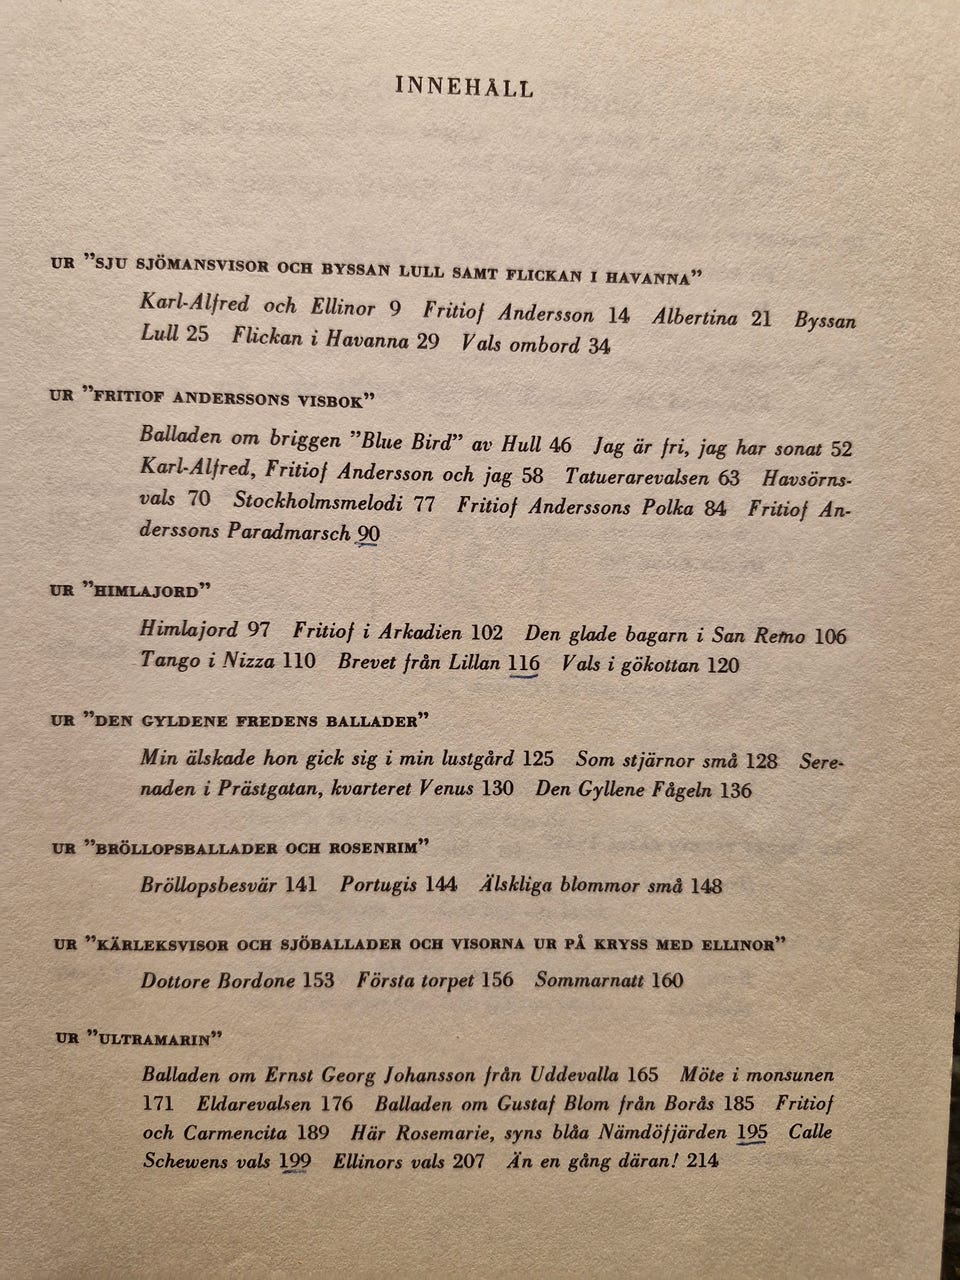 INNEHÅLL
UR ”SJU SJÖMANSVISOR OCH BYSSAN LULL SAMT FLICKAN I HAVANNA”
Karl-Alfred och Ellinor 9 Fritiof Andersson 14 Albertina 21 Byssan
Lull 25 Flickan i Havanna 29 Vals ombord 34
UR ”FRITIOF ANDERSSONS VISBOK”
Balladen om briggen ”Blue Bird” av Hull 46 Jag är fri, jag har sonat 52
Karl-Alfred, Fritiof Andersson och jag 58 Tatuerarevalsen 63 Havsörns-
vals 70 Stockholmsmelodi 77 Fritiof Anderssons Polka 84 Fritiof An-
derssons Paradmarsch 90
UR ”HIMLAJORD”
Himlajord 97 Fritiof i Arkadien 102 Den glade bagarn i San Remo 106
Tango i Nizza 110 Brevet från Lillan 116 Vals i gökottan 120
UR ”DEN GYLDENE FREDENS BALLADER”
Min älskade hon gick sig i min lustgård 125 Som stjärnor små 128 Sere-
naden i Prästgatan, kvarteret Venus 130 Den Gyllene Fågeln 136
UR ”BRÖLLOPSBALLADER OCH ROSENRIM”
Bröllopsbesvär 141 Portugis 144 Älskliga blommor små 148
UR ”KÄRLEKSVISOR OCH SJÖBALLADER OCH VISORNA UR PÅ KRYSS MED ELLINOR”
Dottore Bordone 153 Första torpet 156 Sommarnatt 160
UR ”ULTRAMARIN”
Balladen om Ernst Georg Johansson från Uddevalla 165 Möte i monsunen
171 Eldarevalsen 176 Balladen om Gustaf Blom från Borås 185 Fritiof
och Carmencita 189 Här Rosemarie, syns blåa Nämdöfjärden 195 Calle
Schewens vals 199 Ellinors vals 207 Än en gång däran! 214